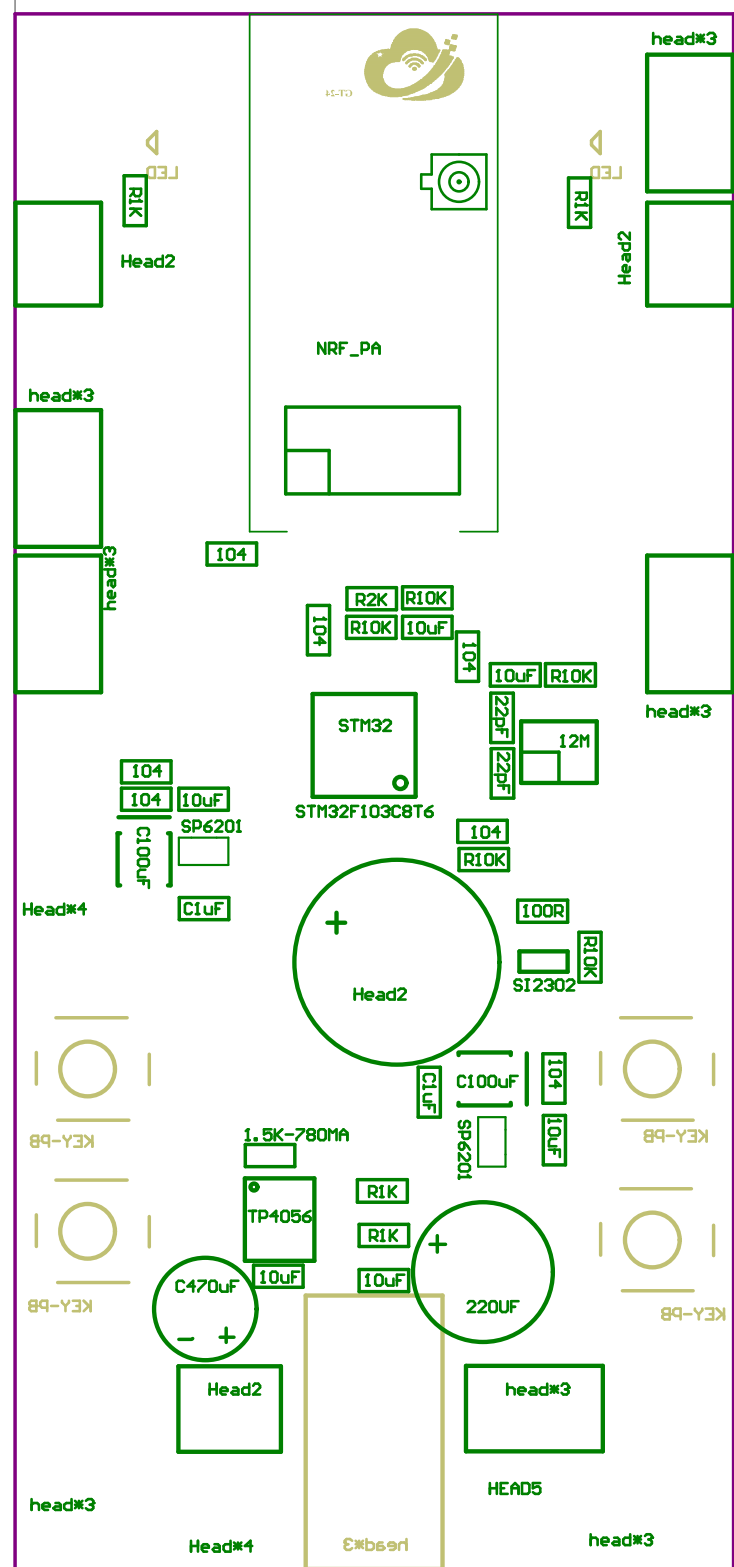 head*3
GT-24
LED
LED
R1K
R1K
Head2
Head2
NRF_PA
head*3
104
head*3
R2K
R10K
104
R10K
10uF
104
10uF
R10K
head*3
22pF
STM32
12M
22pF
104
104
10uF
STM32F103C8T6
SP6201
104
C100uF
R10K
C1uF
Head*4
100R
R10K
SI2302
Head2
C1uF
C100uF
104
1.5K-780MA
SP6201
10uF
KEY-PB
KEY-PB
R1K
TP4056
R1K
10uF
10uF
C470uF
KEY-PB
220UF
KEY-PB
Head2
head*3
HEAD5
head*3
Head*4
head*3
head*3